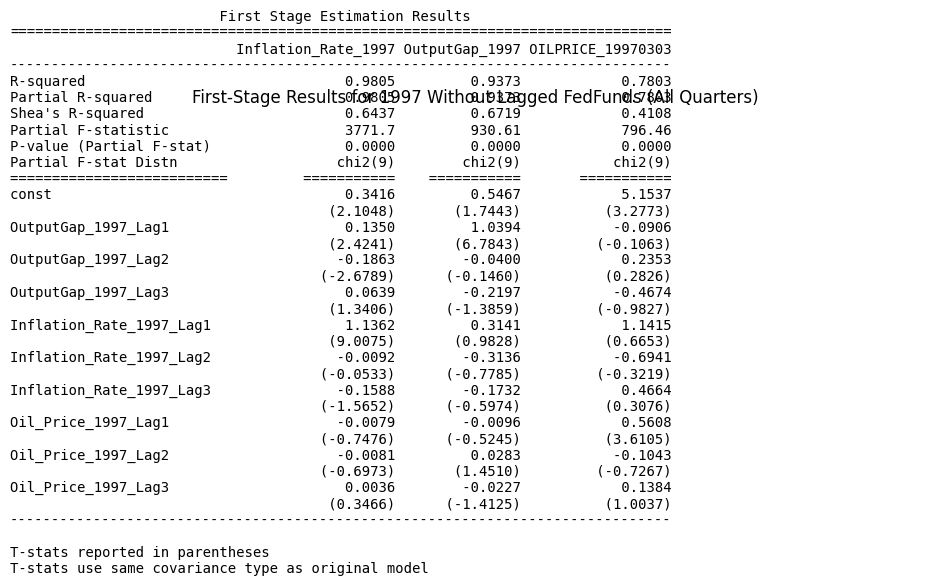 First Stage Estimation Results
===============================================================================
Inflation_Rate_1997 OutputGap_1997 OILPRICE_19970303
-------------------------------------------------------------------------------
R-squared 0.9805 0.9373 0.7803
Partial R-squared 0.9805 0.9373 0.7803
First-Stage Results for 1997 Without Lagged FedFunds (All Quarters)
Shea's R-squared 0.6437 0.6719 0.4108
Partial F-statistic 3771.7 930.61 796.46
P-value (Partial F-stat) 0.0000 0.0000 0.0000
Partial F-stat Distn chi2(9) chi2(9) chi2(9)
========================== =========== =========== ===========
const 0.3416 0.5467 5.1537
(2.1048) (1.7443) (3.2773)
OutputGap_1997_Lag1 0.1350 1.0394 -0.0906
(2.4241) (6.7843) (-0.1063)
OutputGap_1997_Lag2 -0.1863 -0.0400 0.2353
(-2.6789) (-0.1460) (0.2826)
OutputGap_1997_Lag3 0.0639 -0.2197 -0.4674
(1.3406) (-1.3859) (-0.9827)
Inflation_Rate_1997_Lag1 1.1362 0.3141 1.1415
(9.0075) (0.9828) (0.6653)
Inflation_Rate_1997_Lag2 -0.0092 -0.3136 -0.6941
(-0.0533) (-0.7785) (-0.3219)
Inflation_Rate_1997_Lag3 -0.1588 -0.1732 0.4664
(-1.5652) (-0.5974) (0.3076)
Oil_Price_1997_Lag1 -0.0079 -0.0096 0.5608
(-0.7476) (-0.5245) (3.6105)
Oil_Price_1997_Lag2 -0.0081 0.0283 -0.1043
(-0.6973) (1.4510) (-0.7267)
Oil_Price_1997_Lag3 0.0036 -0.0227 0.1384
(0.3466) (-1.4125) (1.0037)
-------------------------------------------------------------------------------
T-stats reported in parentheses
T-stats use same covariance type as original model